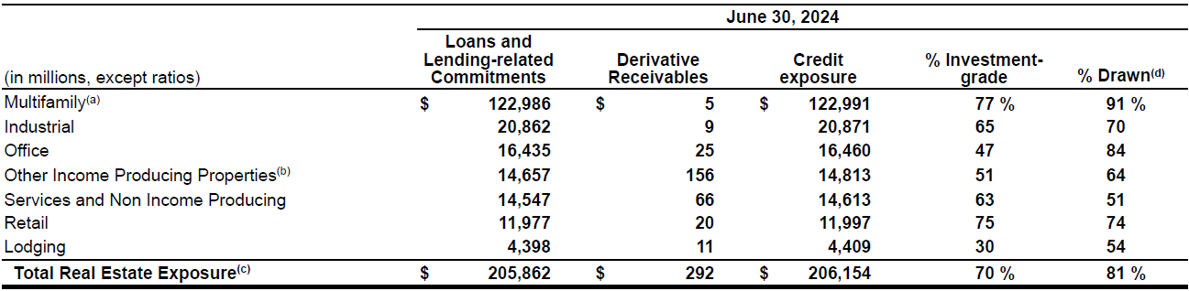 June 30, 2024
(in millions, except ratios) Loans and Lending-related Commitments Derivative Receivables Credit exposure % Investment-grade % Drawn(d)
Multifamily(a) $ 122,986 $ 5 $ 122,991 77 % 91 %
Industrial 20,862 9 20,871 65 70
Office 16,435 25 16,460 47 84
Other Income Producing Properties(b) 14,657 156 14,813 51 64
Services and Non Income Producing 14,547 66 14,613 63 51
Retail 11,977 20 11,997 75 74
Lodging 4,398 11 4,409 30 54
Total Real Estate Exposure(c) $ 205,862 $ 292 $ 206,154 70 % 81 %